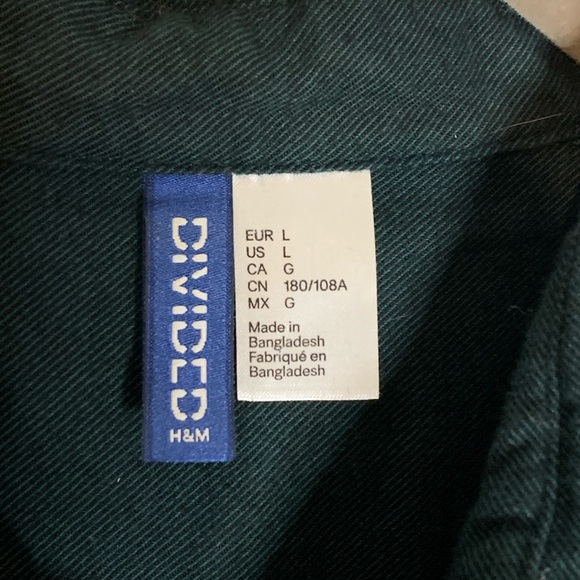 DIVIDED
H&M
EUR L
US L
CA G
CN 180/108A
MX G
Made in
Bangladesh
Fabriqué en
Bangladesh